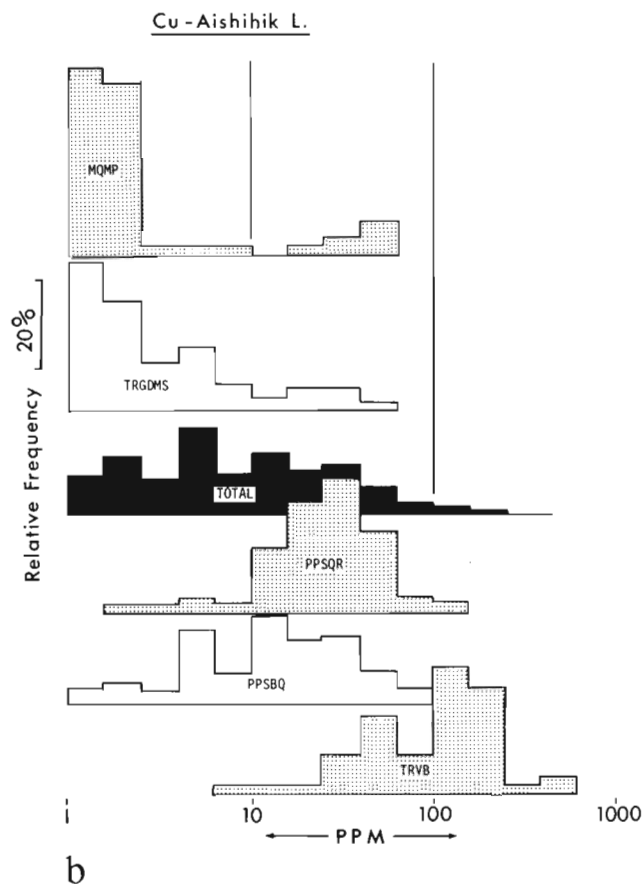 Cu-Aishihik L.
MQMP
20%
TRGDMS
Relative Frequency
TOTAL
PPSQR
PPSBQ
TRVB
1 10 100 1000
PPM
b